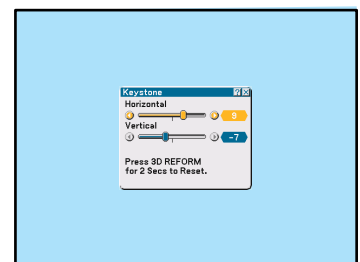 Keystone
Horizontal
9
Vertical
-7
Press 3D REFORM
for 2 Secs to Reset.